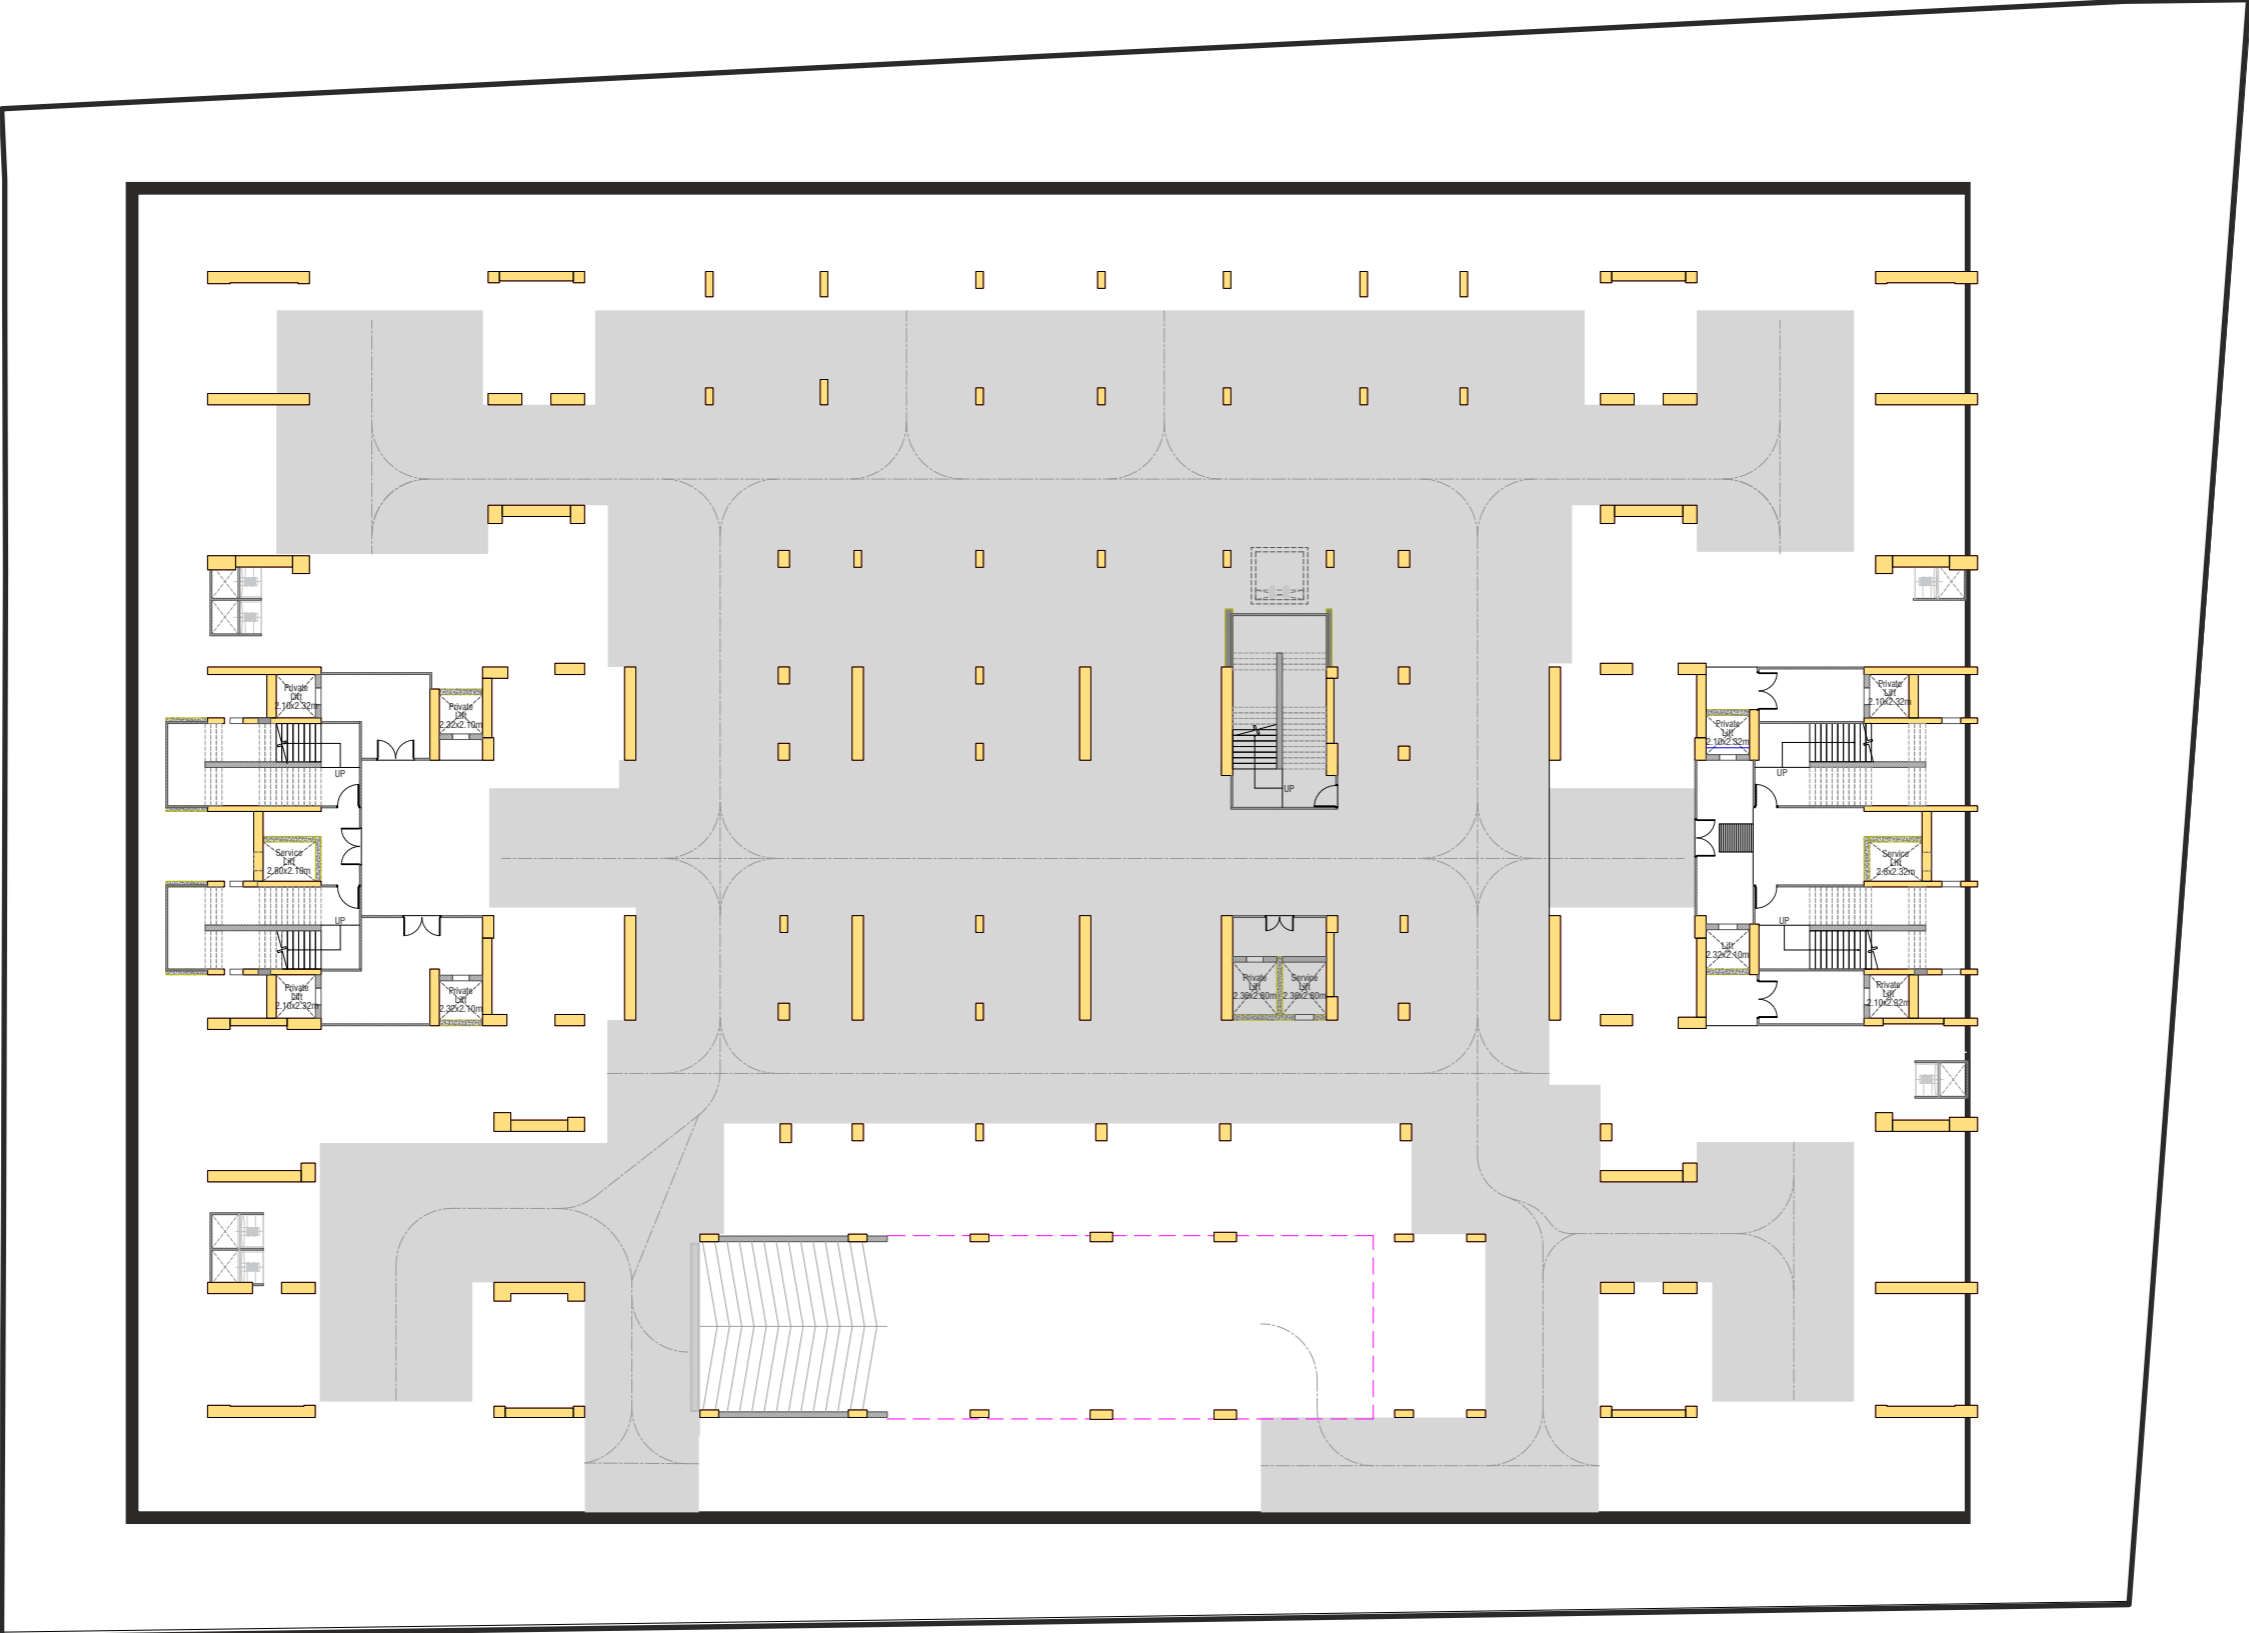 Private
Lift
2.10x2.32m
Private
Lift
2.32x2.10m
UP
Service
Lift
2.80x2.10m
UP
Private
Lift
2.10x2.32m
Private
Lift
2.32x2.10m
UP
Private
Lift
2.30x2.80m
Service
Lift
2.30x2.80m
Private
Lift
2.10x2.32m
Private
Lift
2.10x2.32m
UP
Service
Lift
2.8x2.32m
UP
Lift
2.32x2.10m
Private
Lift
2.10x2.32m